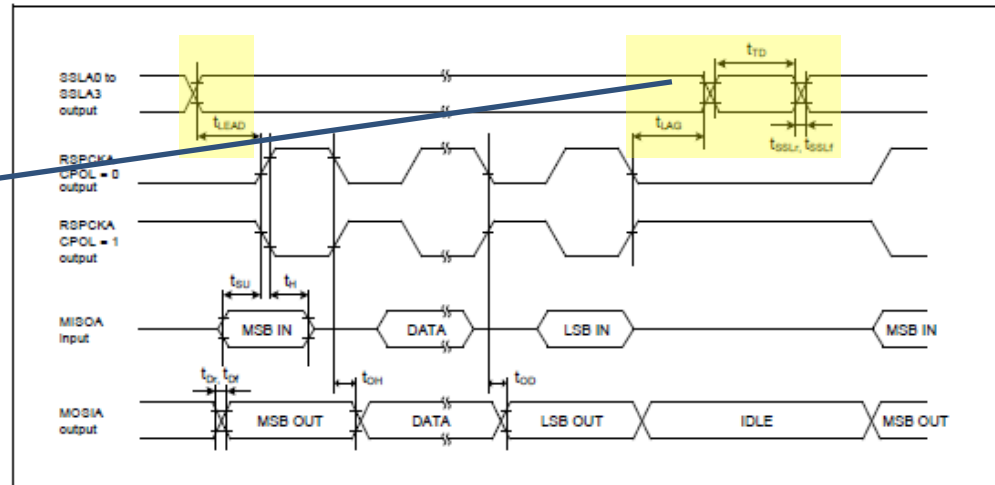 SSLA0 to
SSLA3
output
tTD
tLEAD
tLAG
tSSLr, tSSLf
RSPCKA
CPOL = 0
output
RSPCKA
CPOL = 1
output
tSU
tH
MISOA
Input
MSB IN
DATA
LSB IN
MSB IN
tDr, tDf
tOH
tOD
MOSIA
output
MSB OUT
DATA
LSB OUT
IDLE
MSB OUT